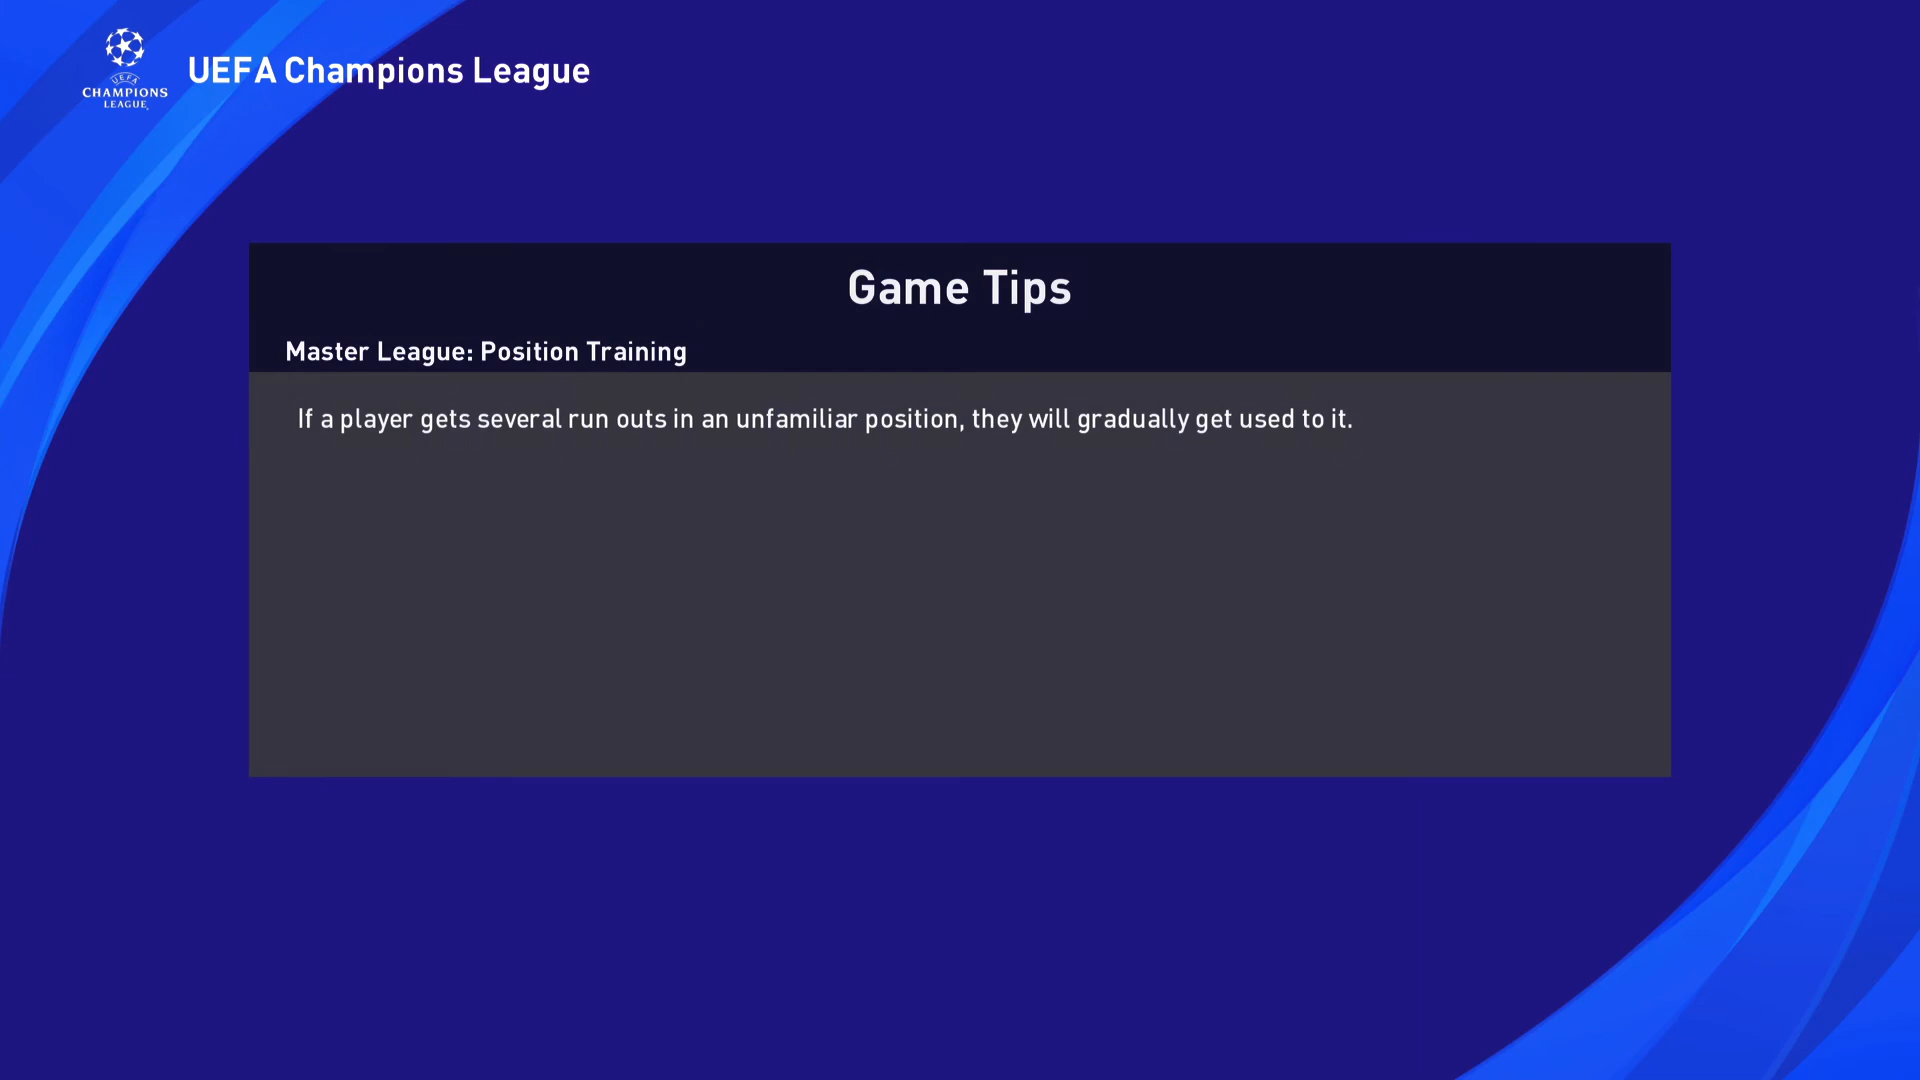 UEFA
CHAMPIONS
LEAGUE
UEFA Champions League
Game Tips
Master League: Position Training
If a player gets several run outs in an unfamiliar position, they will gradually get used to it.